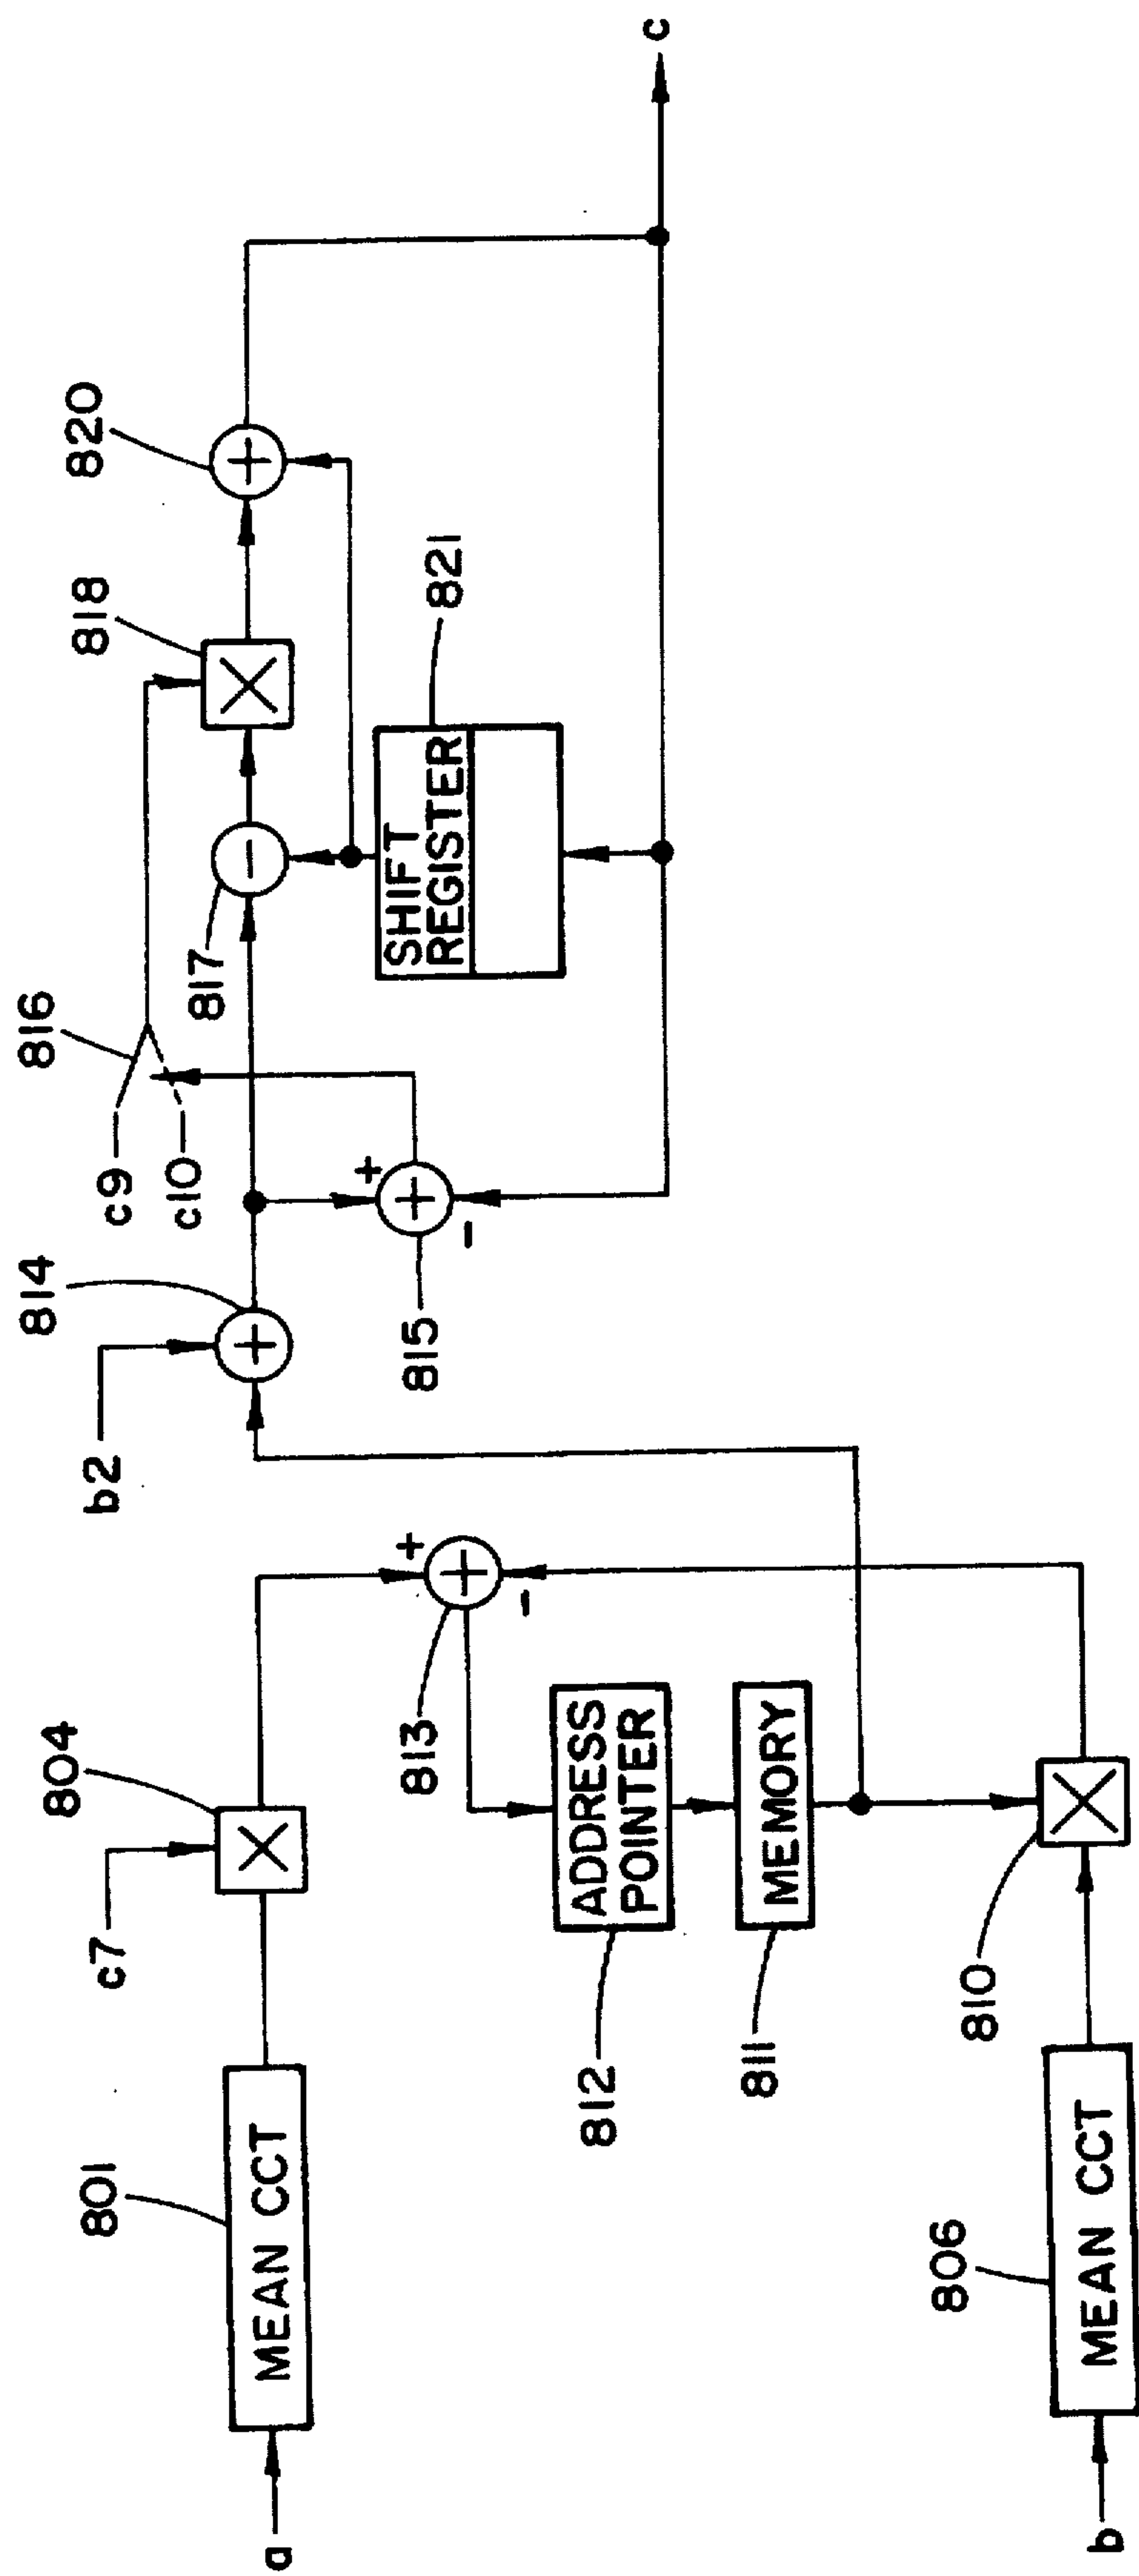 a
MEAN CCT
801
c7
804
b
MEAN CCT
806
810
812
ADDRESS
POINTER
811
MEMORY
813
+
+
-
b2
814
+
815
+
+
-
c9
c10
816
817
-
SHIFT
REGISTER
821
818
X
820
+
X
X
c